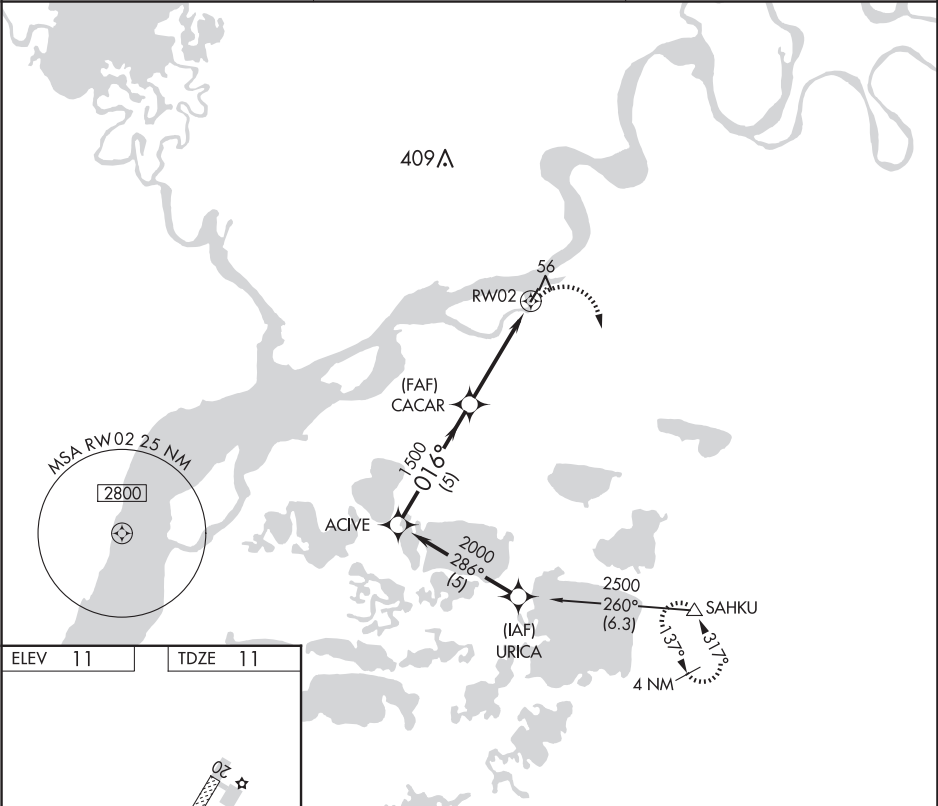 409
56
RW02
(FAF)
CACAR
1500
016°
(5)
MSA RW02 25 NM
2800
ACIVE
2000
286°
(5)
2500
260°
(6.3)
SAHKU
(IAF)
URICA
137°
317°
4 NM
ELEV 11
TDZE 11
20